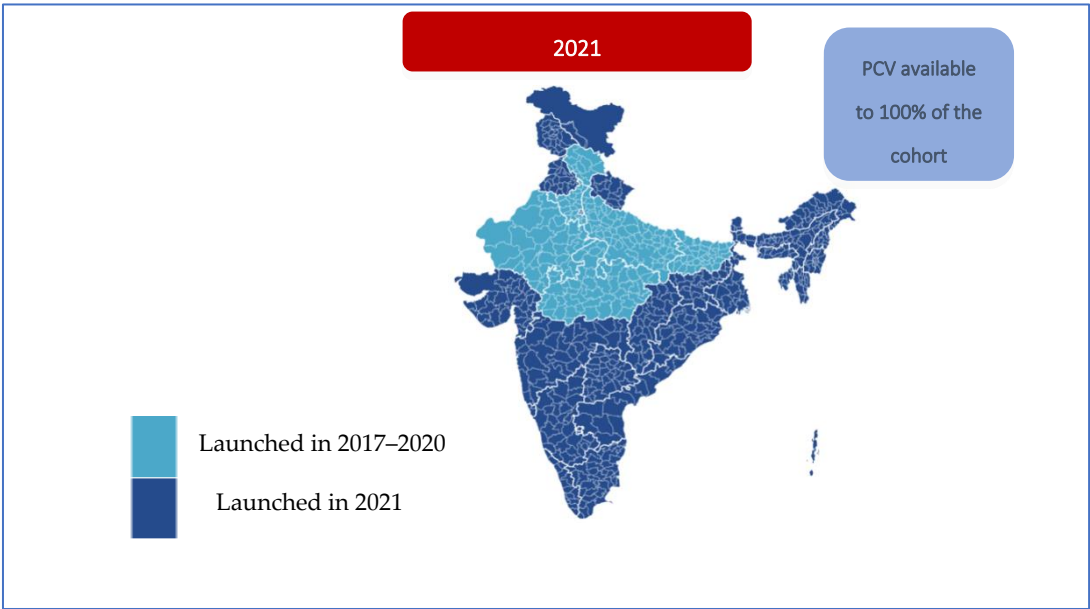 2021
PCV available
to 100% of the
cohort
Launched in 2017–2020
Launched in 2021